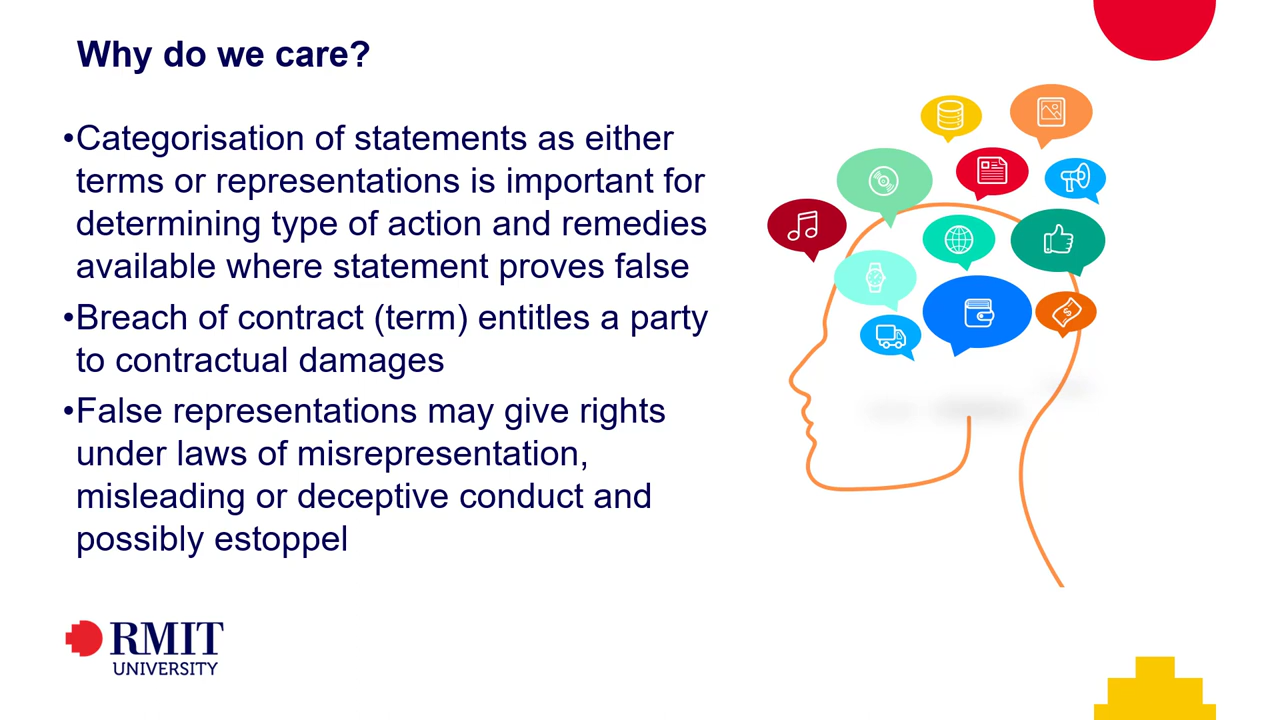 Why do we care?
•Categorisation of statements as either
terms or representations is important for
determining type of action and remedies
available where statement proves false
•Breach of contract (term) entitles a party
to contractual damages
•False representations may give rights
under laws of misrepresentation,
misleading or deceptive conduct and
possibly estoppel
RMIT
UNIVERSITY